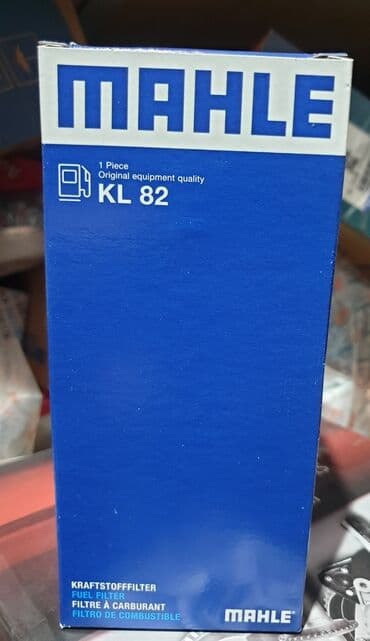 MAHLE
1 Piece
Original equipment quality
KL 82
KRAFTSTOFFFILTER
FUEL FILTER
FILTRE À CARBURANT
FILTRO DE COMBUSTIBLE
MAHLE